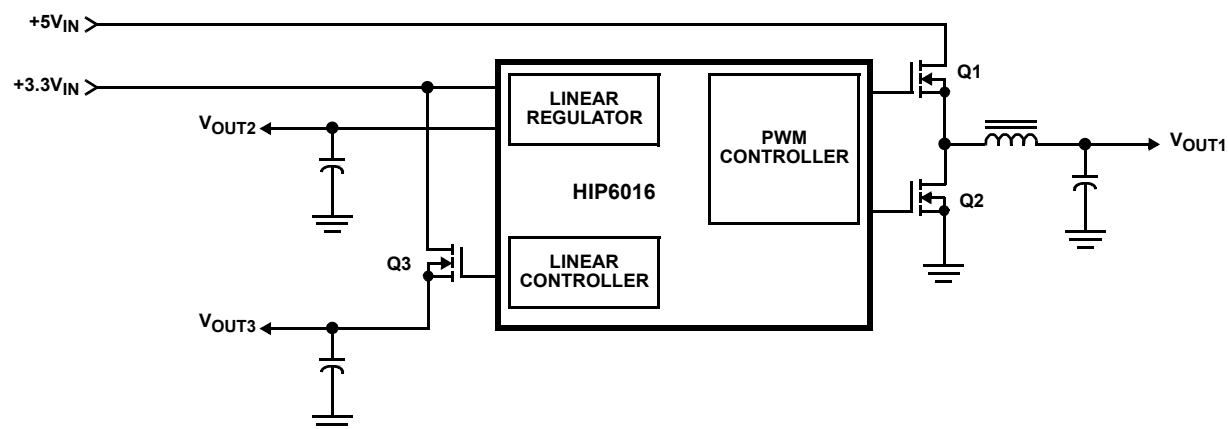 +5VIN
+3.3VIN
VOUT2
LINEAR
REGULATOR
PWM
CONTROLLER
HIP6016
Q1
VOUT1
Q2
Q3
LINEAR
CONTROLLER
VOUT3